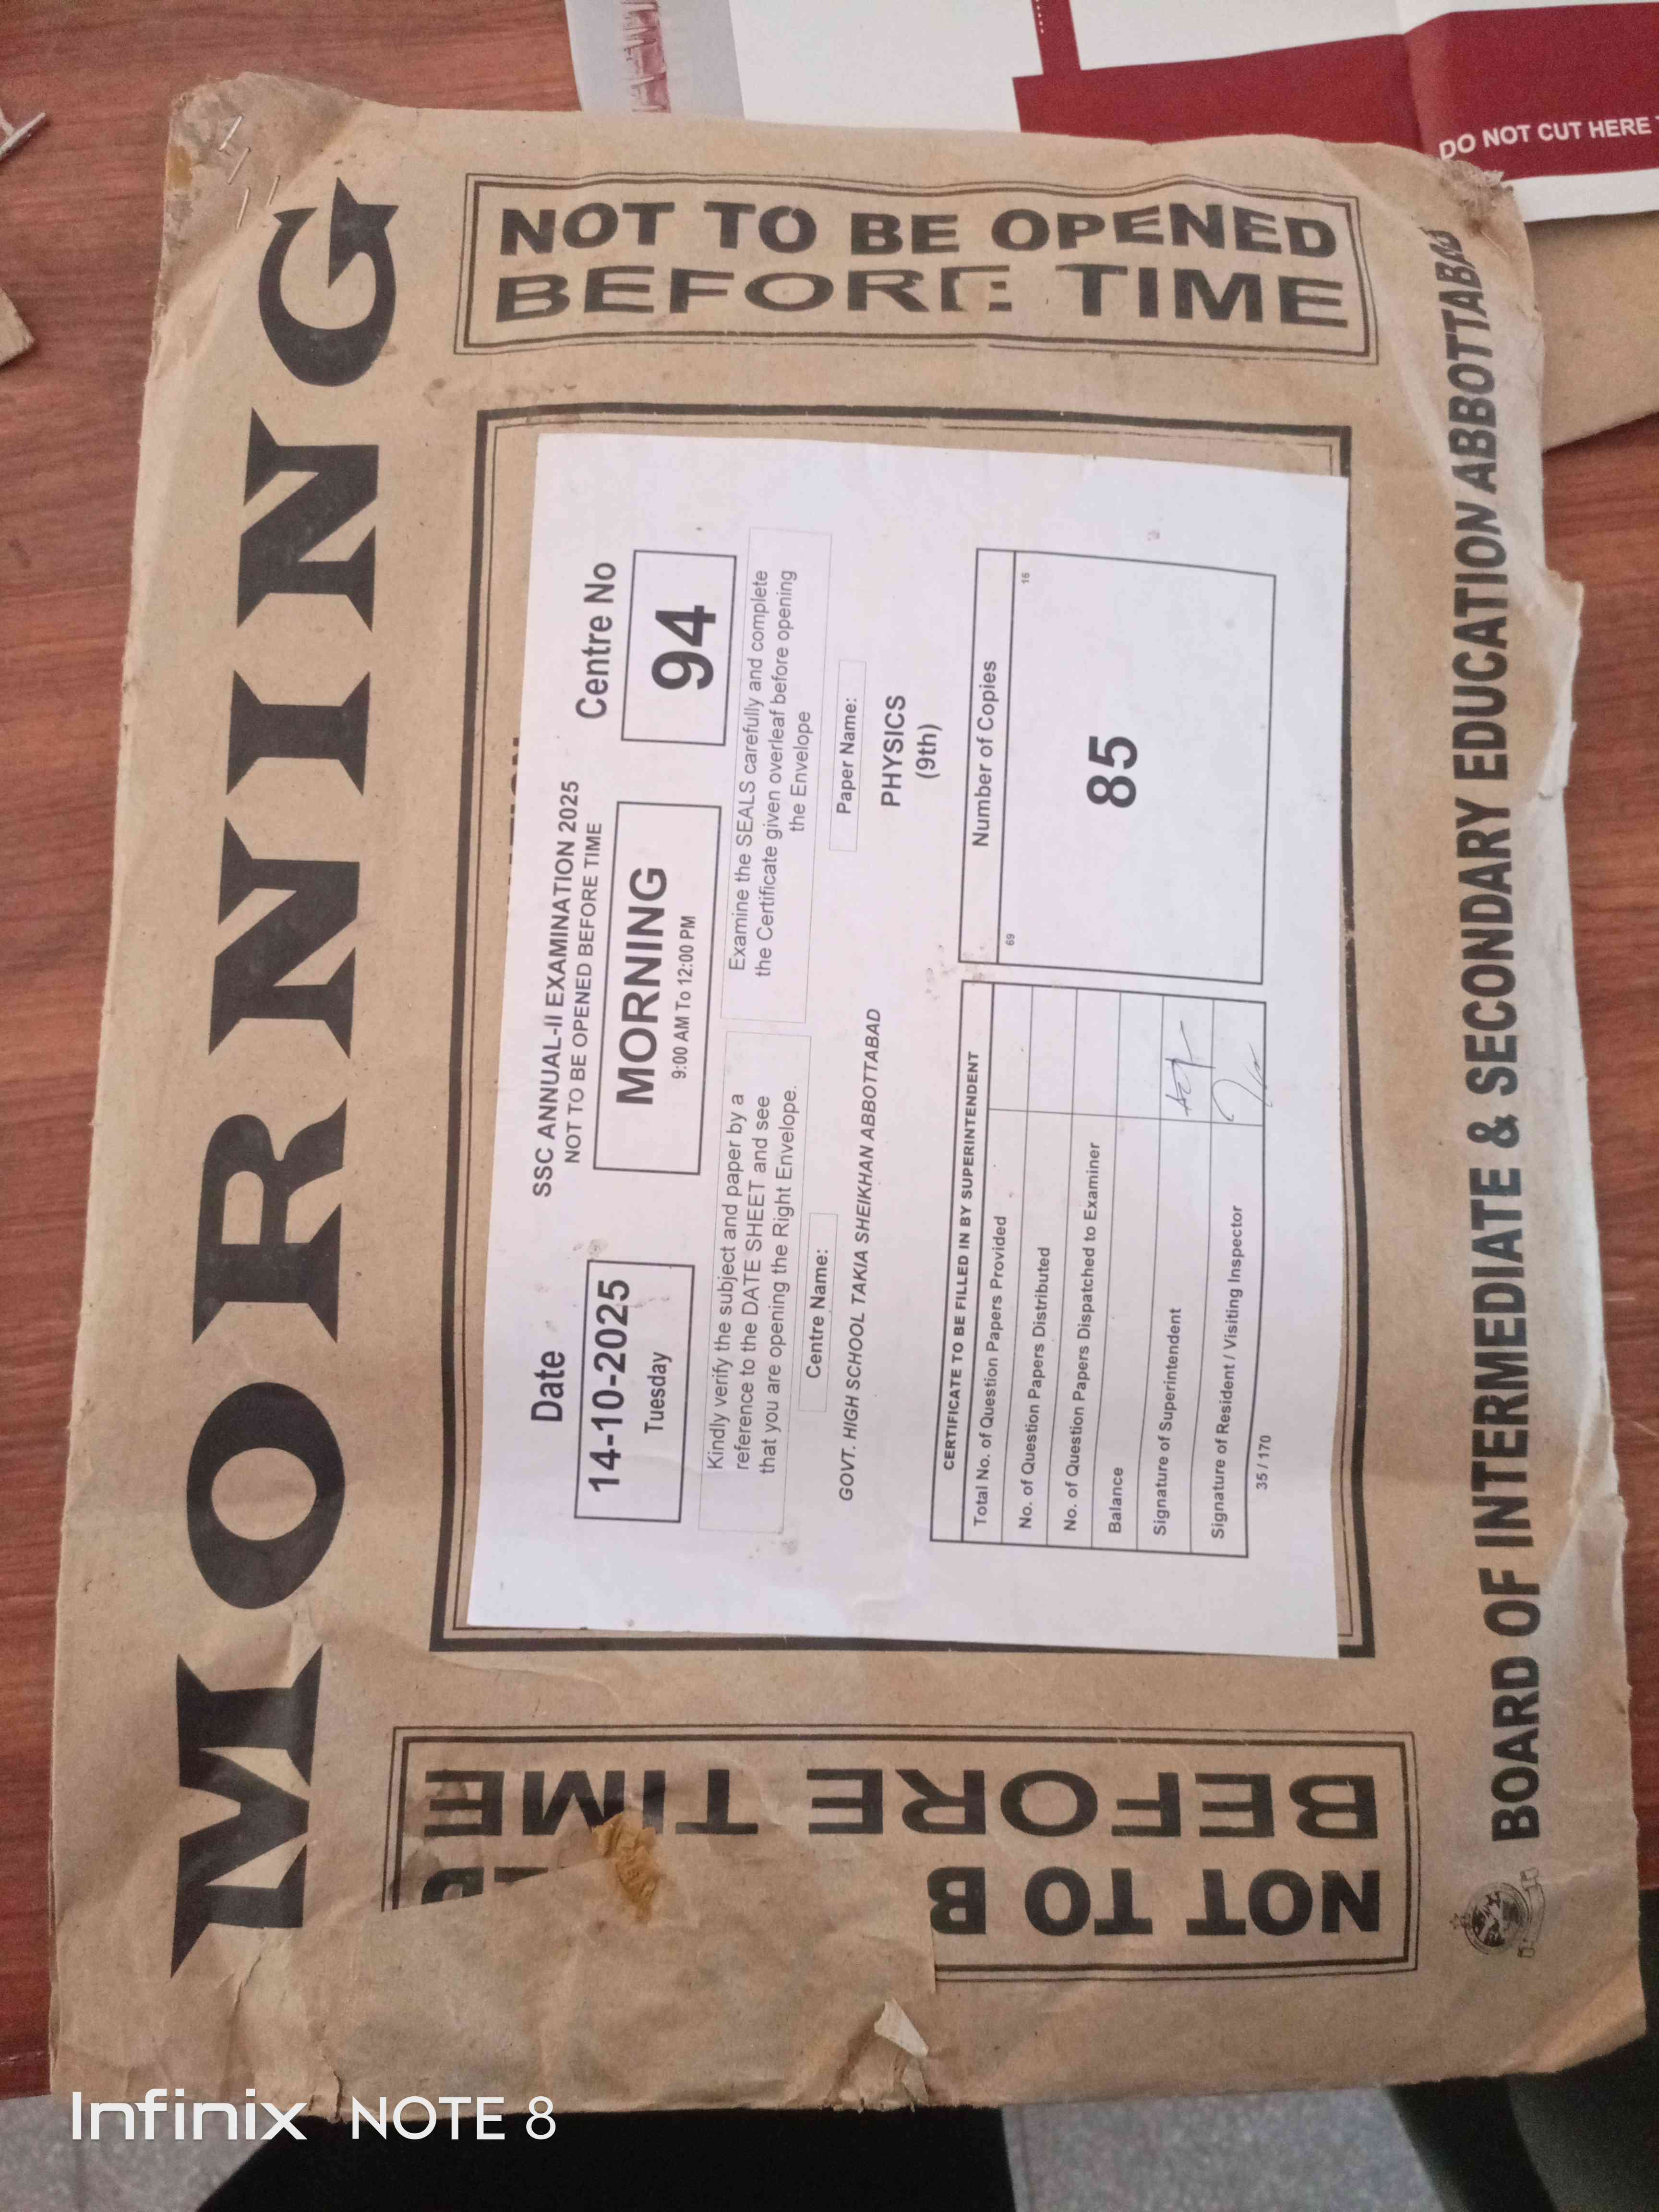 MORNING
NOT TO BE OPENED
BEFORE TIME
SSC ANNUAL-II EXAMINATION 2025
NOT TO BE OPENED BEFORE TIME
Date
14-10-2025
Tuesday
MORNING
9:00 AM To 12:00 PM
Centre No
94
Kindly verify the subject and paper by a
reference to the DATE SHEET and see
that you are opening the Right Envelope.
Examine the SEALS carefully and complete
the Certificate given overleaf before opening
the Envelope
Centre Name:
GOVT. HIGH SCHOOL TAKIA SHEIKHAN ABBOTTABAD
Paper Name:
PHYSICS
(9th)
CERTIFICATE TO BE FILLED IN BY SUPERINTENDENT
Total No. of Question Papers Provided
No. of Question Papers Distributed
No. of Question Papers Dispatched to Examiner
Balance
Signature of Superintendent
Signature of Resident / Visiting Inspector
35 / 170
Number of Copies
69
16
85
NOT TO B
BEFORE TIME
BOARD OF INTERMEDIATE & SECONDARY EDUCATION ABBOTTABAD
DO NOT CUT HERE
Infinix NOTE 8